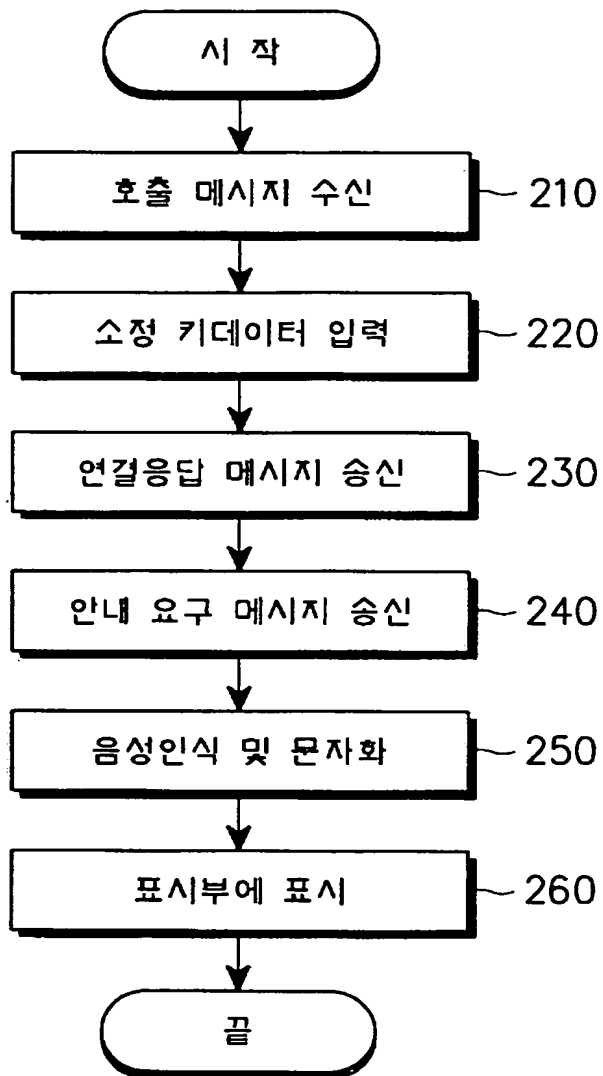 시 작
호출 메시지 수신 210
소정 키데이터 입력 220
연결응답 메시지 송신 230
안내 요구 메시지 송신 240
음성인식 및 문자화 250
표시부에 표시 260
끝